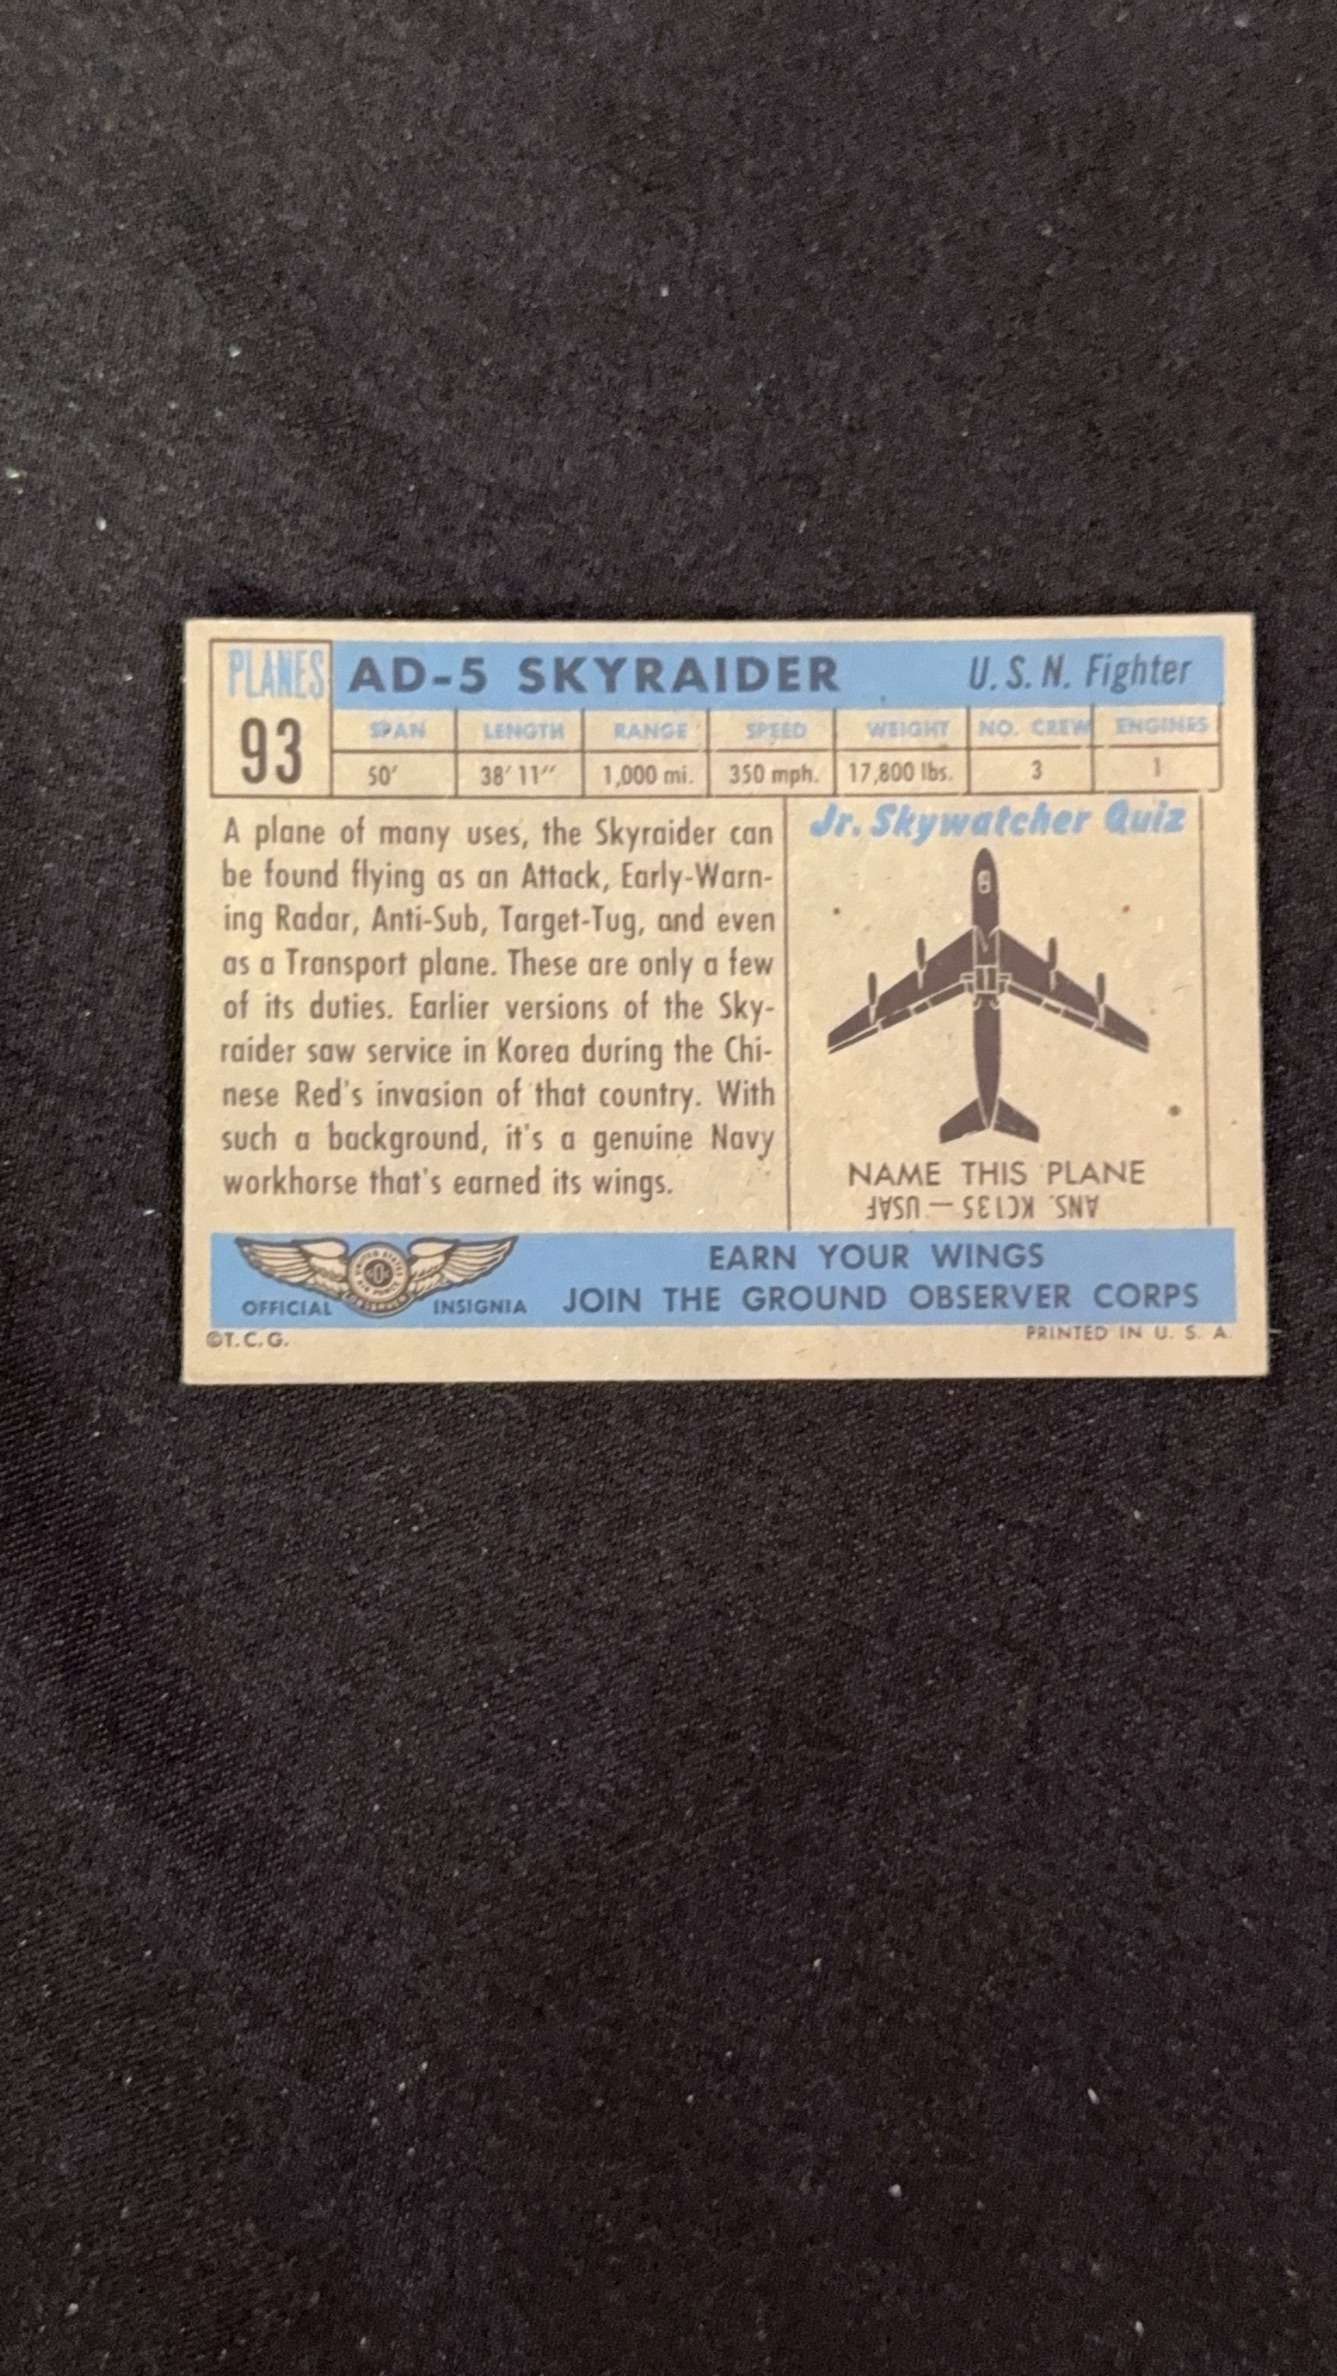 PLANES
93
AD-5 SKYRAIDER U. S. N. Fighter
SPAN LENGTH RANGE SPEED WEIGHT NO. CREW ENGINES
50′ 38′ 11″ 1,000 mi. 350 mph. 17,800 lbs. 3 1
A plane of many uses, the Skyraider can
be found flying as an Attack, Early-Warn-
ing Radar, Anti-Sub, Target-Tug, and even
as a Transport plane. These are only a few
of its duties. Earlier versions of the Sky-
raider saw service in Korea during the Chi-
nese Red's invasion of that country. With
such a background, it's a genuine Navy
workhorse that's earned its wings.
Jr. Skywatcher Quiz
NAME THIS PLANE
ANS. KC135 — USAF
OFFICIAL INSIGNIA
EARN YOUR WINGS
JOIN THE GROUND OBSERVER CORPS
©T.C.G.
PRINTED IN U. S. A.